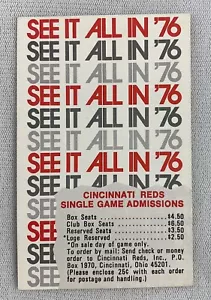 SEE IT ALL IN '76
SEE IT ALL IN '76
SEE IT ALL IN '76
SEE IT ALL IN '76
SEE IT ALL IN '76
SEE IT ALL IN '76
SEE IT ALL IN '76
SEE IT ALL IN '76
SEE
CINCINNATI REDS
SEE
SINGLE GAME ADMISSIONS
SEE
Box Seats $4.50
Club Box Seats $6.50
SEE
Reserved Seats $3.50
*Loge Reserved $2.50
SEE
*On sale day of game only.
To order by mail: Send check or money
order to Cincinnati Reds, Inc., P.O.
Box 1970, Cincinnati, Ohio 45201.
(Please enclose 25¢ with each order
for postage and handling.)